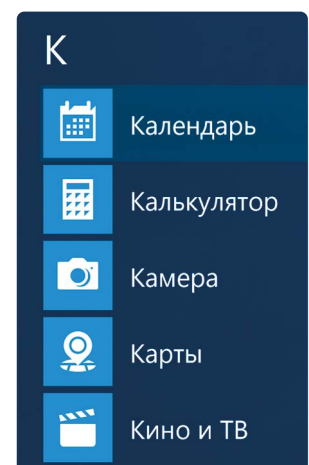 К
Календарь
Калькулятор
Камера
Карты
Кино и ТВ